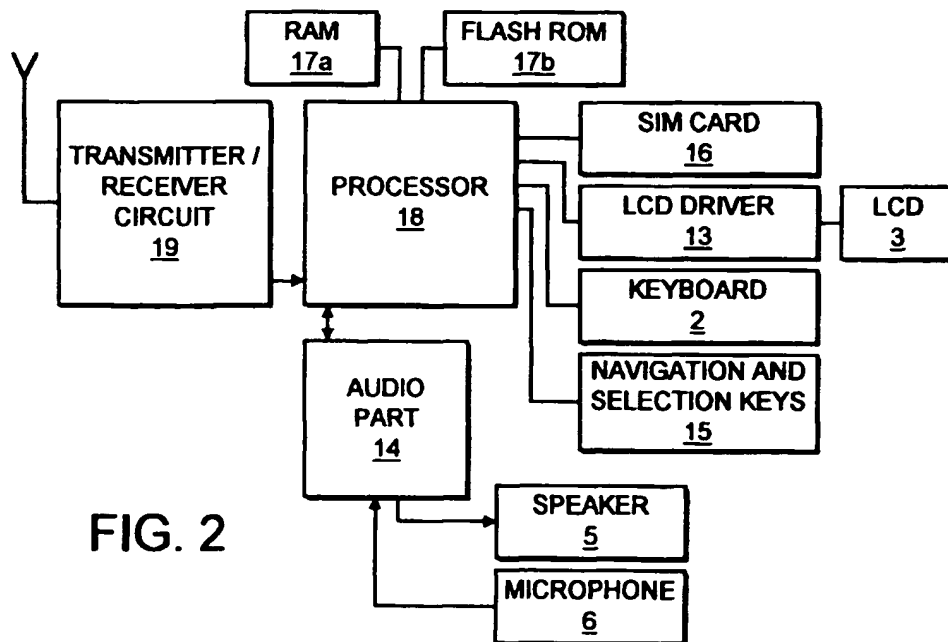 RAM
17a
FLASH ROM
17b
TRANSMITTER /
RECEIVER
CIRCUIT
19
PROCESSOR
18
SIM CARD
16
LCD DRIVER
13
LCD
3
KEYBOARD
2
NAVIGATION AND
SELECTION KEYS
15
AUDIO
PART
14
SPEAKER
5
MICROPHONE
6
FIG. 2